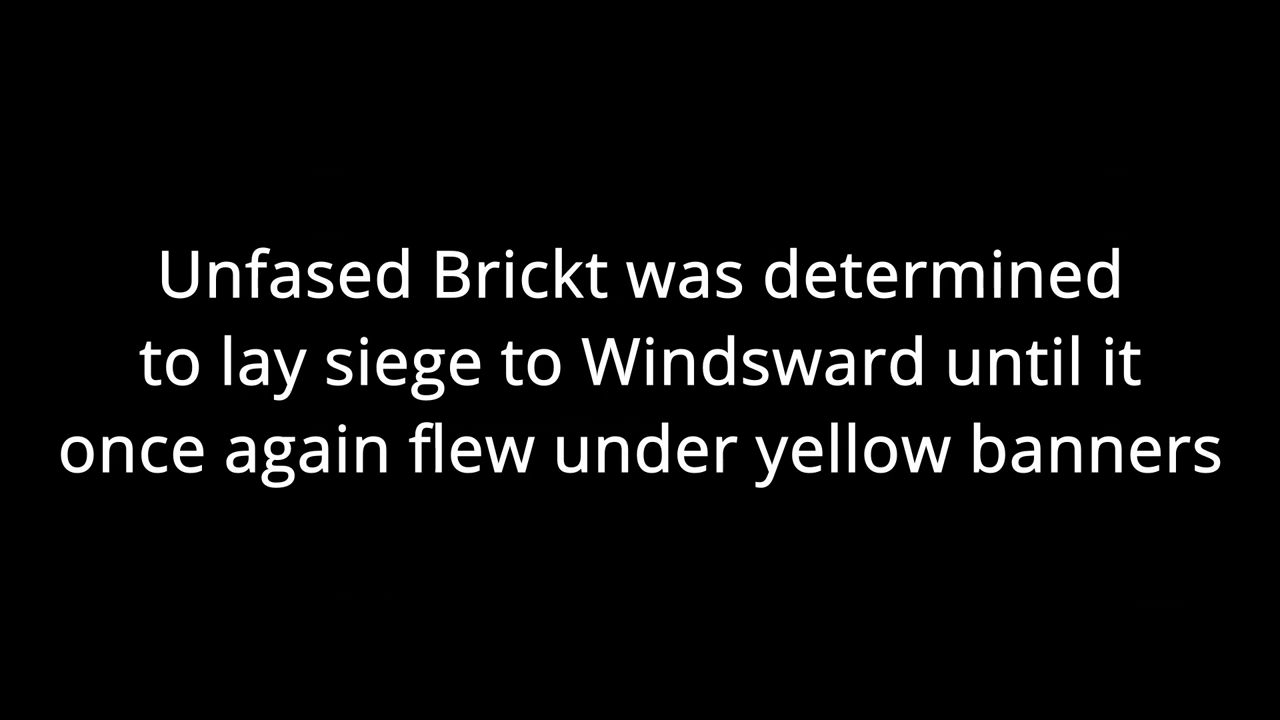 Unfased Brickt was determined
to lay siege to Windsward until it
once again flew under yellow banners